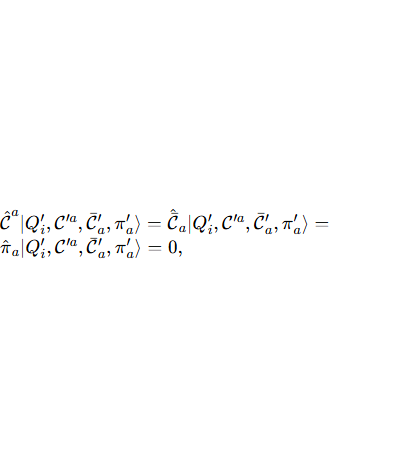 $\hat{\mathcal{C}}^a|Q'_i, \mathcal{C}'^a, \bar{\mathcal{C}}'_a, \pi'_a\rangle = \hat{\bar{\mathcal{C}}}_a|Q'_i, \mathcal{C}'^a, \bar{\mathcal{C}}'_a, \pi'_a\rangle =$
$\hat{\pi}_a|Q'_i, \mathcal{C}'^a, \bar{\mathcal{C}}'_a, \pi'_a\rangle = 0,$